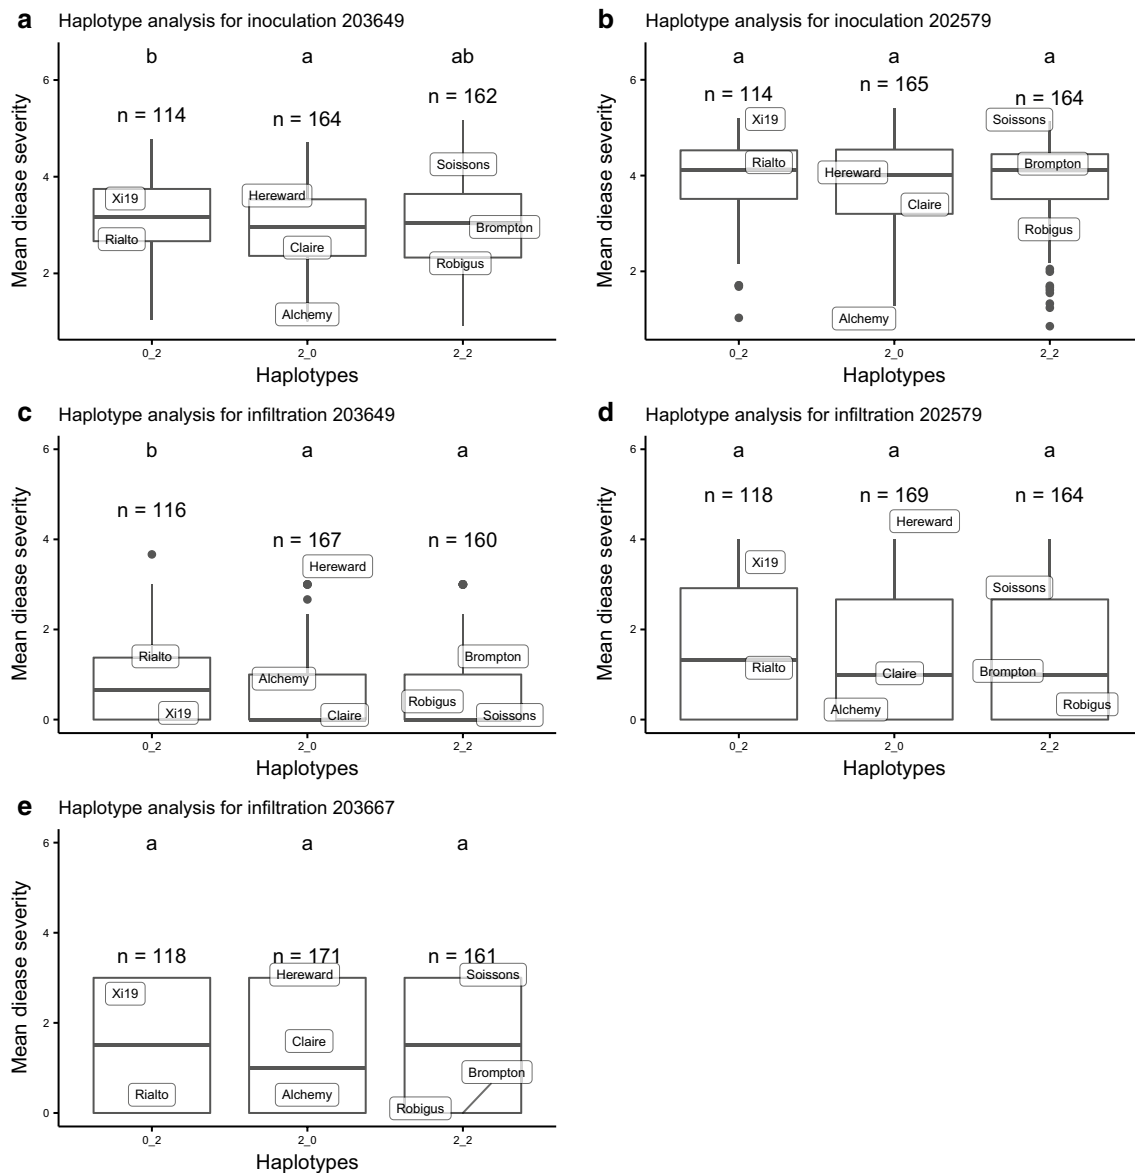 a Haplotype analysis for inoculation 203649
b a ab
n = 114 n = 164 n = 162
Mean diease severity
6
4
2
Xi19
Rialto
Hereward
Claire
Alchemy
Soissons
Brompton
Robigus
0_2 2_0 2_2
Haplotypes
b Haplotype analysis for inoculation 202579
a a a
n = 114 n = 165 n = 164
Mean diease severity
6
4
2
Xi19
Rialto
Hereward
Claire
Alchemy
Soissons
Brompton
Robigus
0_2 2_0 2_2
Haplotypes
c Haplotype analysis for infiltration 203649
b a a
n = 116 n = 167 n = 160
Mean diease severity
6
4
2
0
Rialto
Xi19
Hereward
Alchemy
Claire
Brompton
Robigus
Soissons
0_2 2_0 2_2
Haplotypes
d Haplotype analysis for infiltration 202579
a a a
n = 118 n = 169 n = 164
Mean diease severity
6
4
2
0
Xi19
Rialto
Hereward
Claire
Alchemy
Soissons
Brompton
Robigus
0_2 2_0 2_2
Haplotypes
e Haplotype analysis for infiltration 203667
a a a
n = 118 n = 171 n = 161
Mean diease severity
6
4
2
0
Xi19
Rialto
Hereward
Claire
Alchemy
Soissons
Brompton
Robigus
0_2 2_0 2_2
Haplotypes